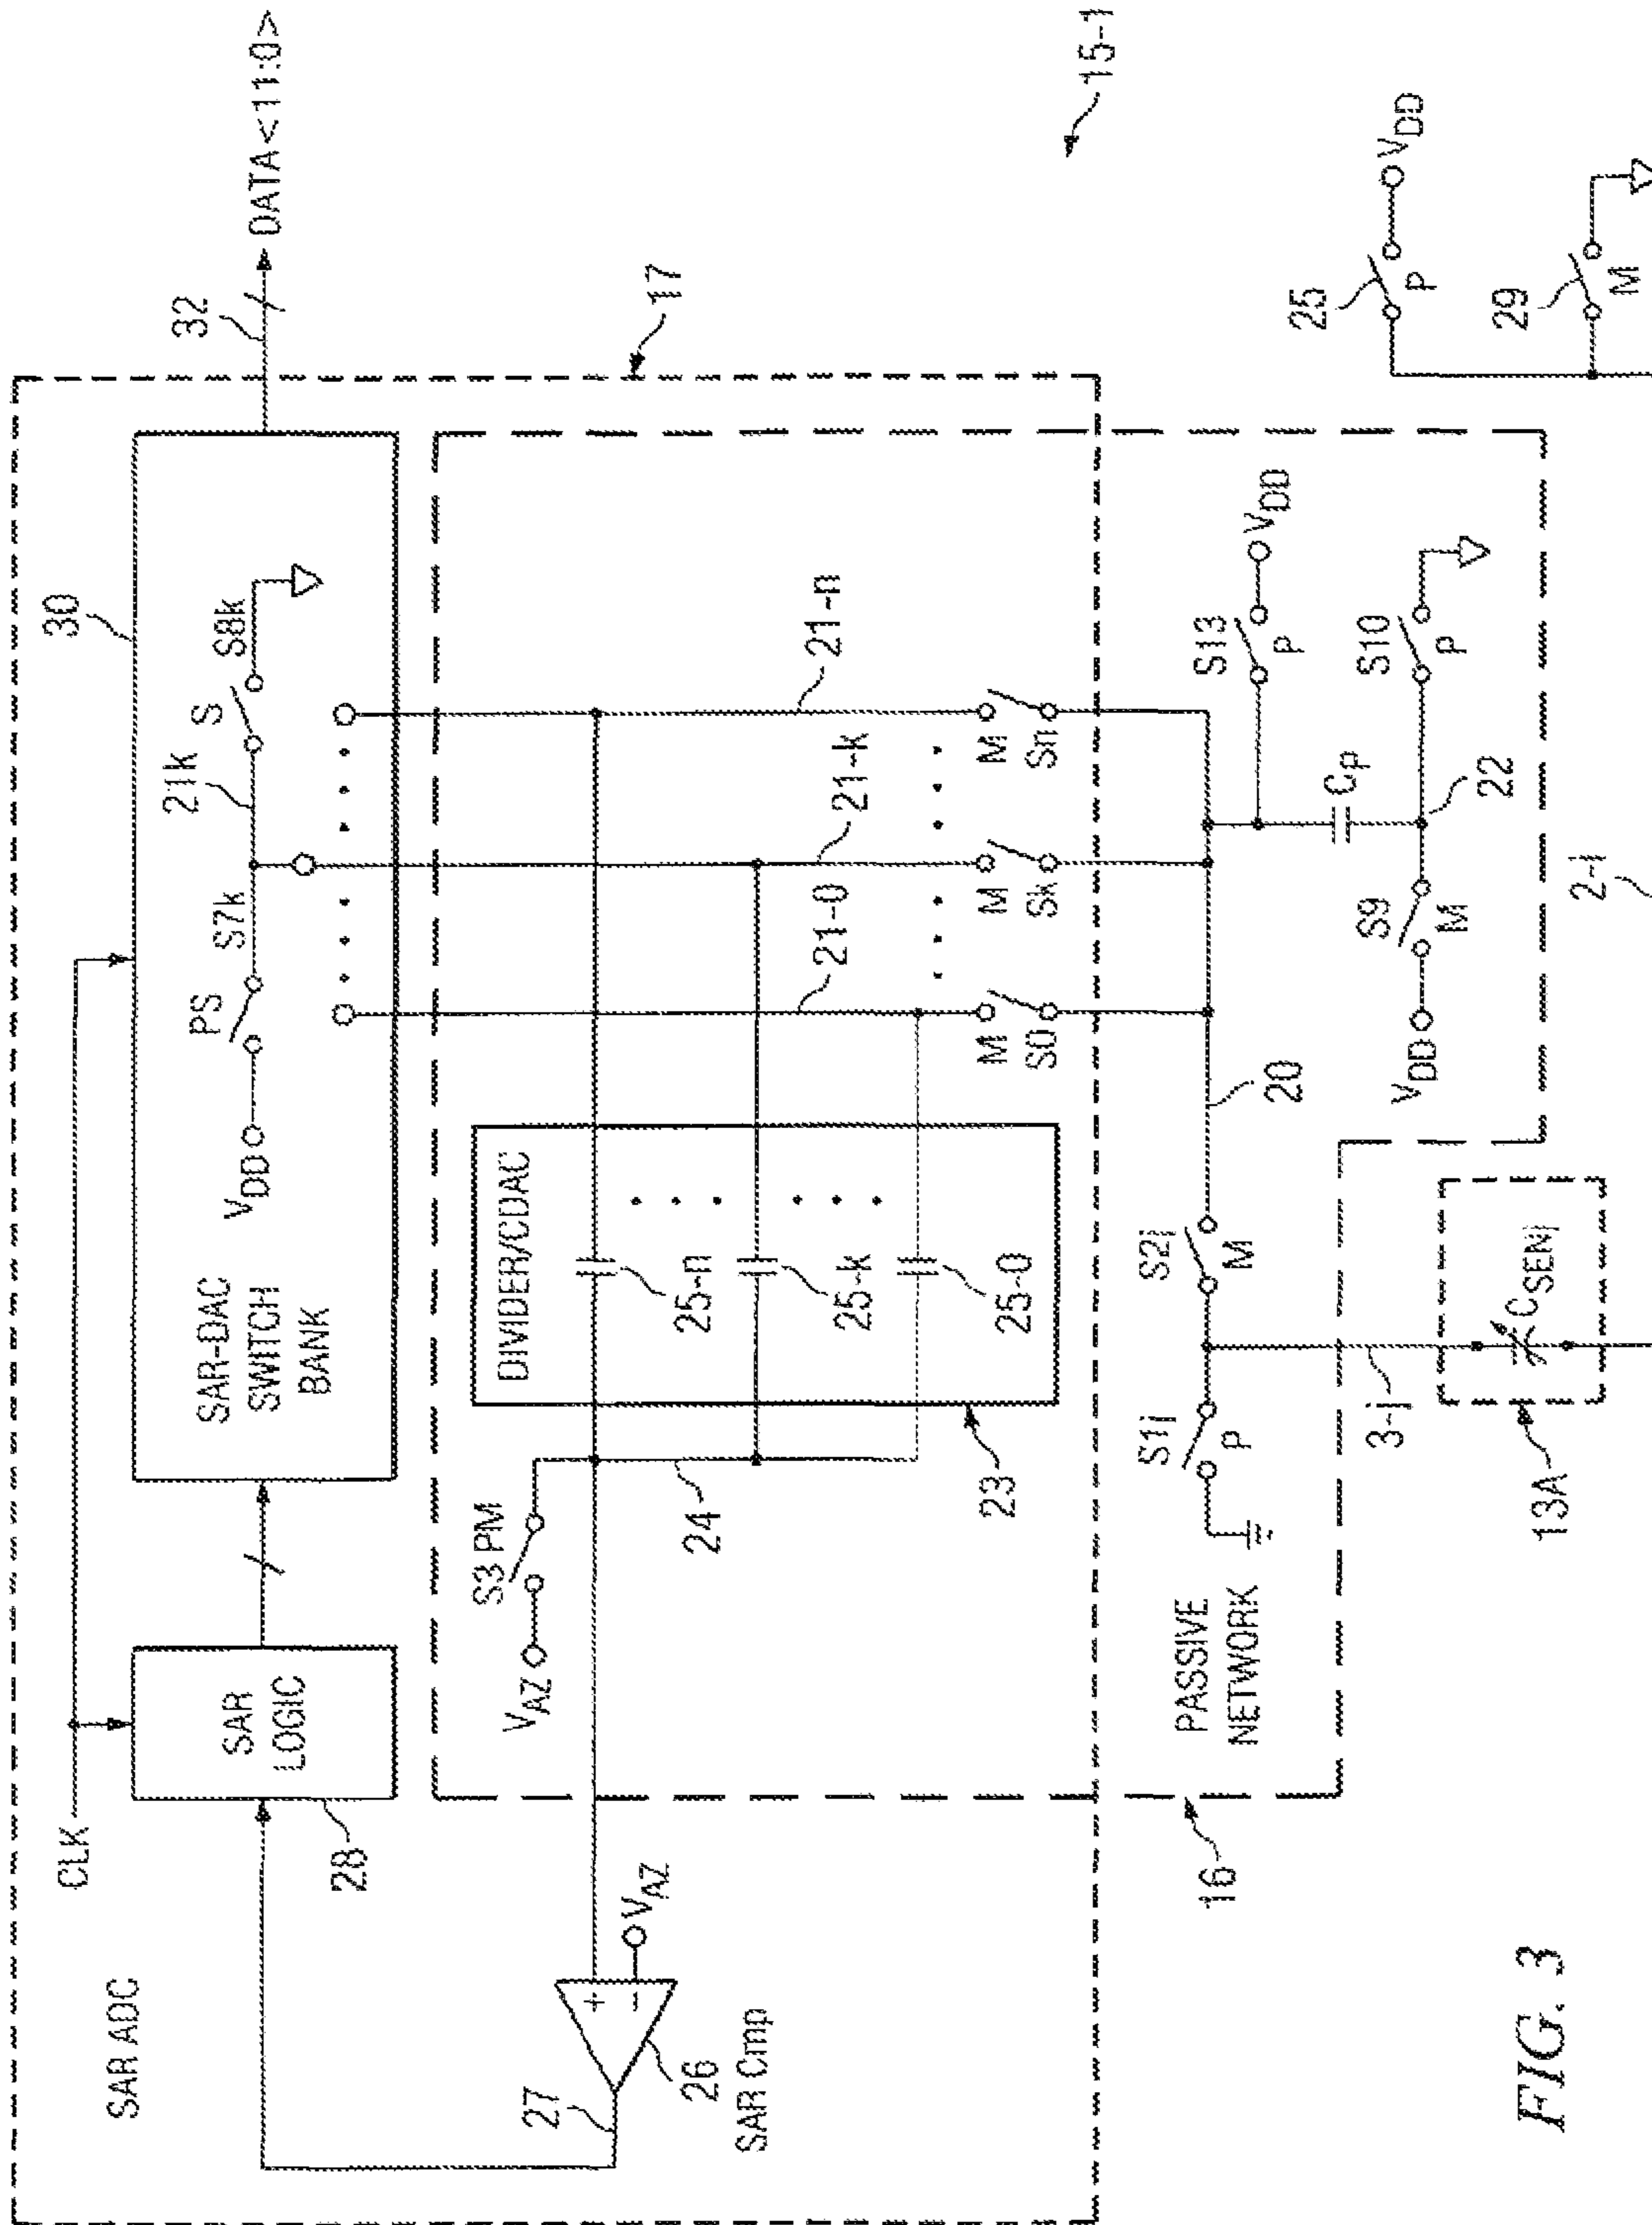 SAR ADC
CLK
SAR
LOGIC
28
SAR-DAC
SWITCH
BANK
30
VDD
PS
S7k
21k
S
S8k
32
DATA<11:0>
17
27
26
SAR Cmp
+
−
VAZ
VAZ
S3 PM
24
DIVIDER/CDAC
25-n
25-k
25-0
23
21-0
21-k
21-n
M
S0
M
Sk
M
Sn
15-1
16
PASSIVE
NETWORK
S1j
P
S2j
M
20
S13
P
VDD
CP
S9
M
VDD
22
S10
P
3-j
13A
CSENj
2-i
25
P
VDD
29
M
FIG. 3